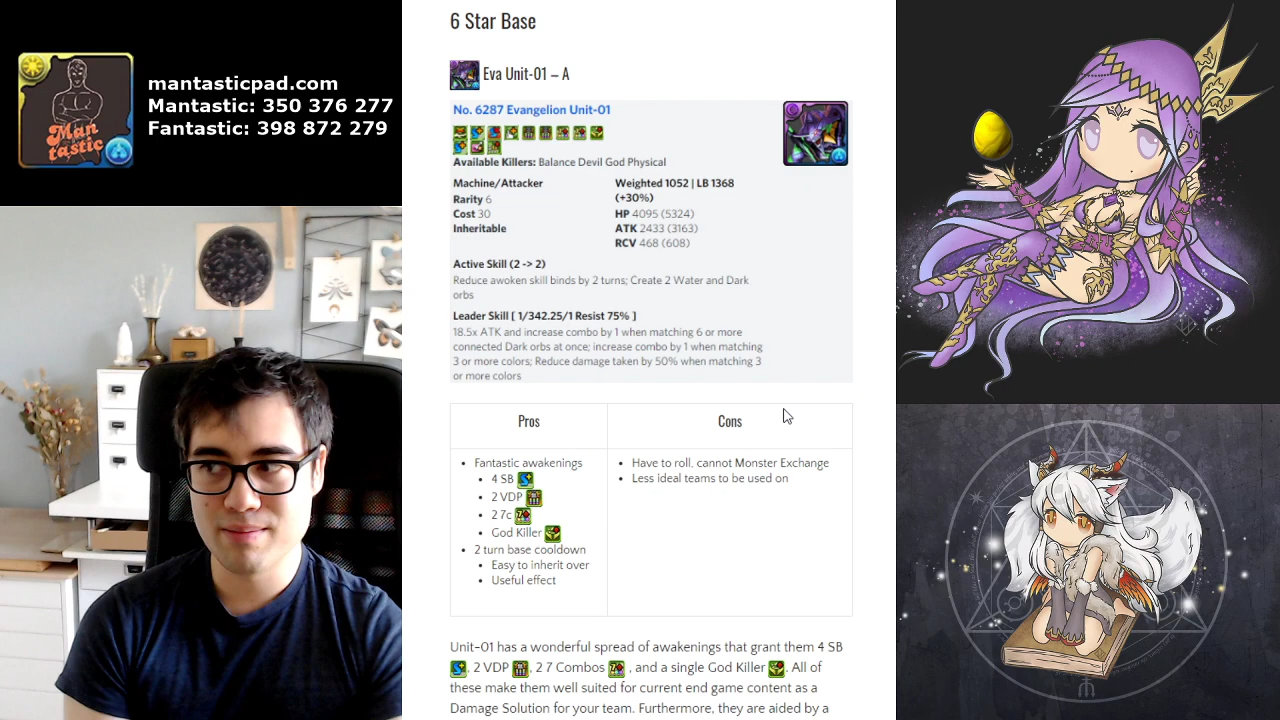 Man
tastic
mantasticpad.com
Mantastic: 350 376 277
Fantastic: 398 872 279
6 Star Base
Eva Unit-01 – A
No. 6287 Evangelion Unit-01
Available Killers: Balance Devil God Physical
Machine/Attacker
Rarity 6
Cost 30
Inheritable
Weighted 1052 | LB 1368
(+30%)
HP 4095 (5324)
ATK 2433 (3163)
RCV 468 (608)
Active Skill (2 -> 2)
Reduce awoken skill binds by 2 turns; Create 2 Water and Dark
orbs
Leader Skill [ 1/342.25/1 Resist 75% ]
18.5x ATK and increase combo by 1 when matching 6 or more
connected Dark orbs at once; increase combo by 1 when matching
3 or more colors; Reduce damage taken by 50% when matching 3
or more colors
Pros
Fantastic awakenings
4 SB
2 VDP
2 7c
God Killer
2 turn base cooldown
Easy to inherit over
Useful effect
Cons
Have to roll, cannot Monster Exchange
Less ideal teams to be used on
Unit-01 has a wonderful spread of awakenings that grant them 4 SB
, 2 VDP , 2 7 Combos , and a single God Killer . All of
these make them well suited for current end game content as a
Damage Solution for your team. Furthermore, they are aided by a